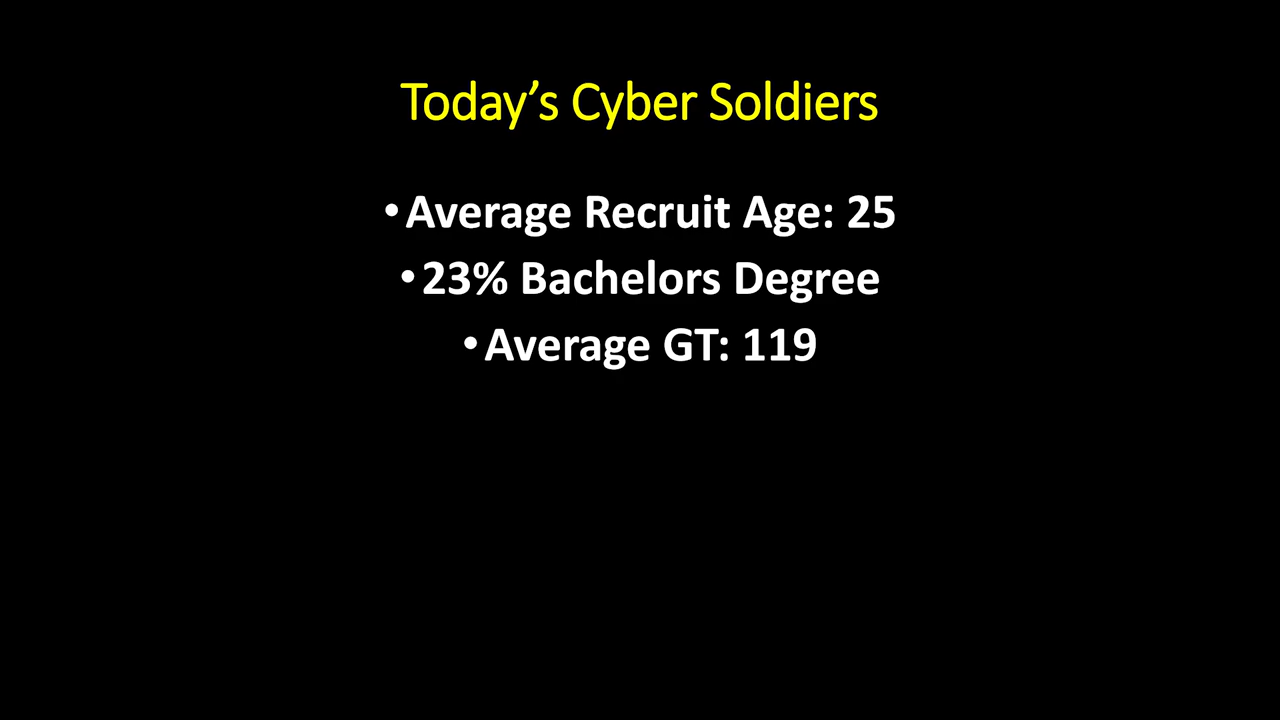 Today’s Cyber Soldiers
•Average Recruit Age: 25
•23% Bachelors Degree
•Average GT: 119